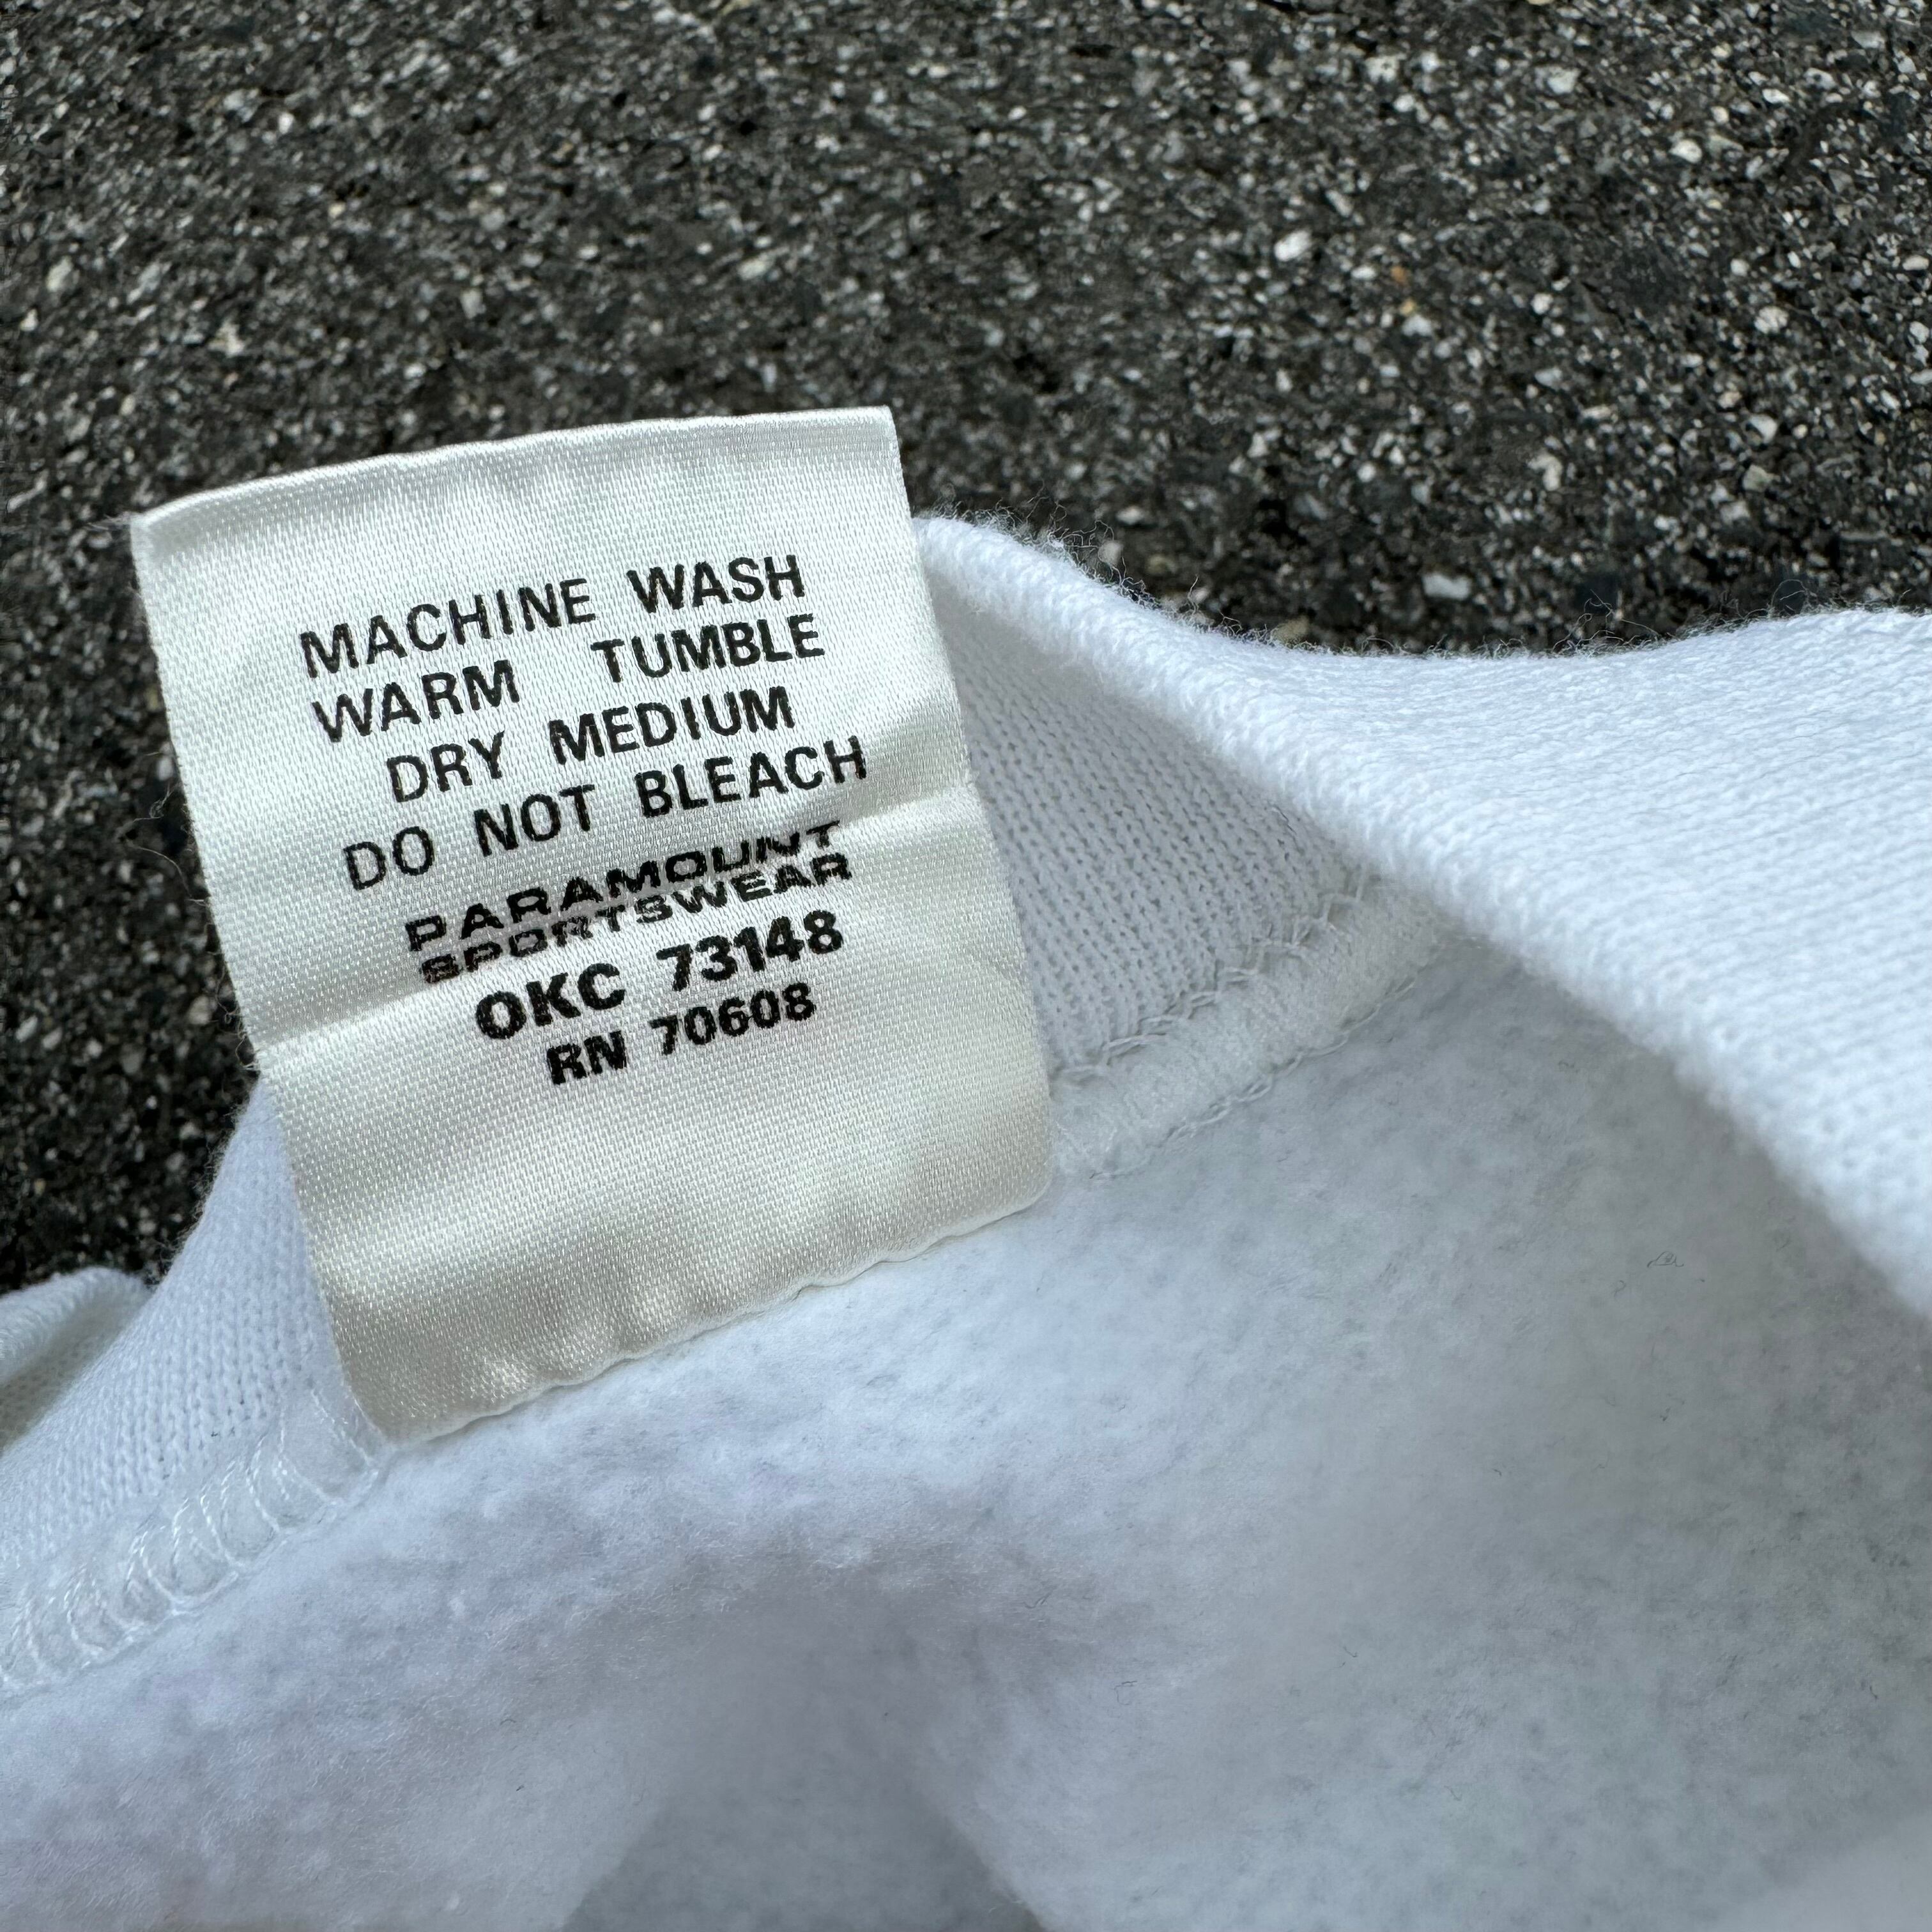 MACHINE WASH
WARM TUMBLE
DRY MEDIUM
DO NOT BLEACH
PARAMOUNT
SPORTSWEAR
OKC 73148
RN 70608